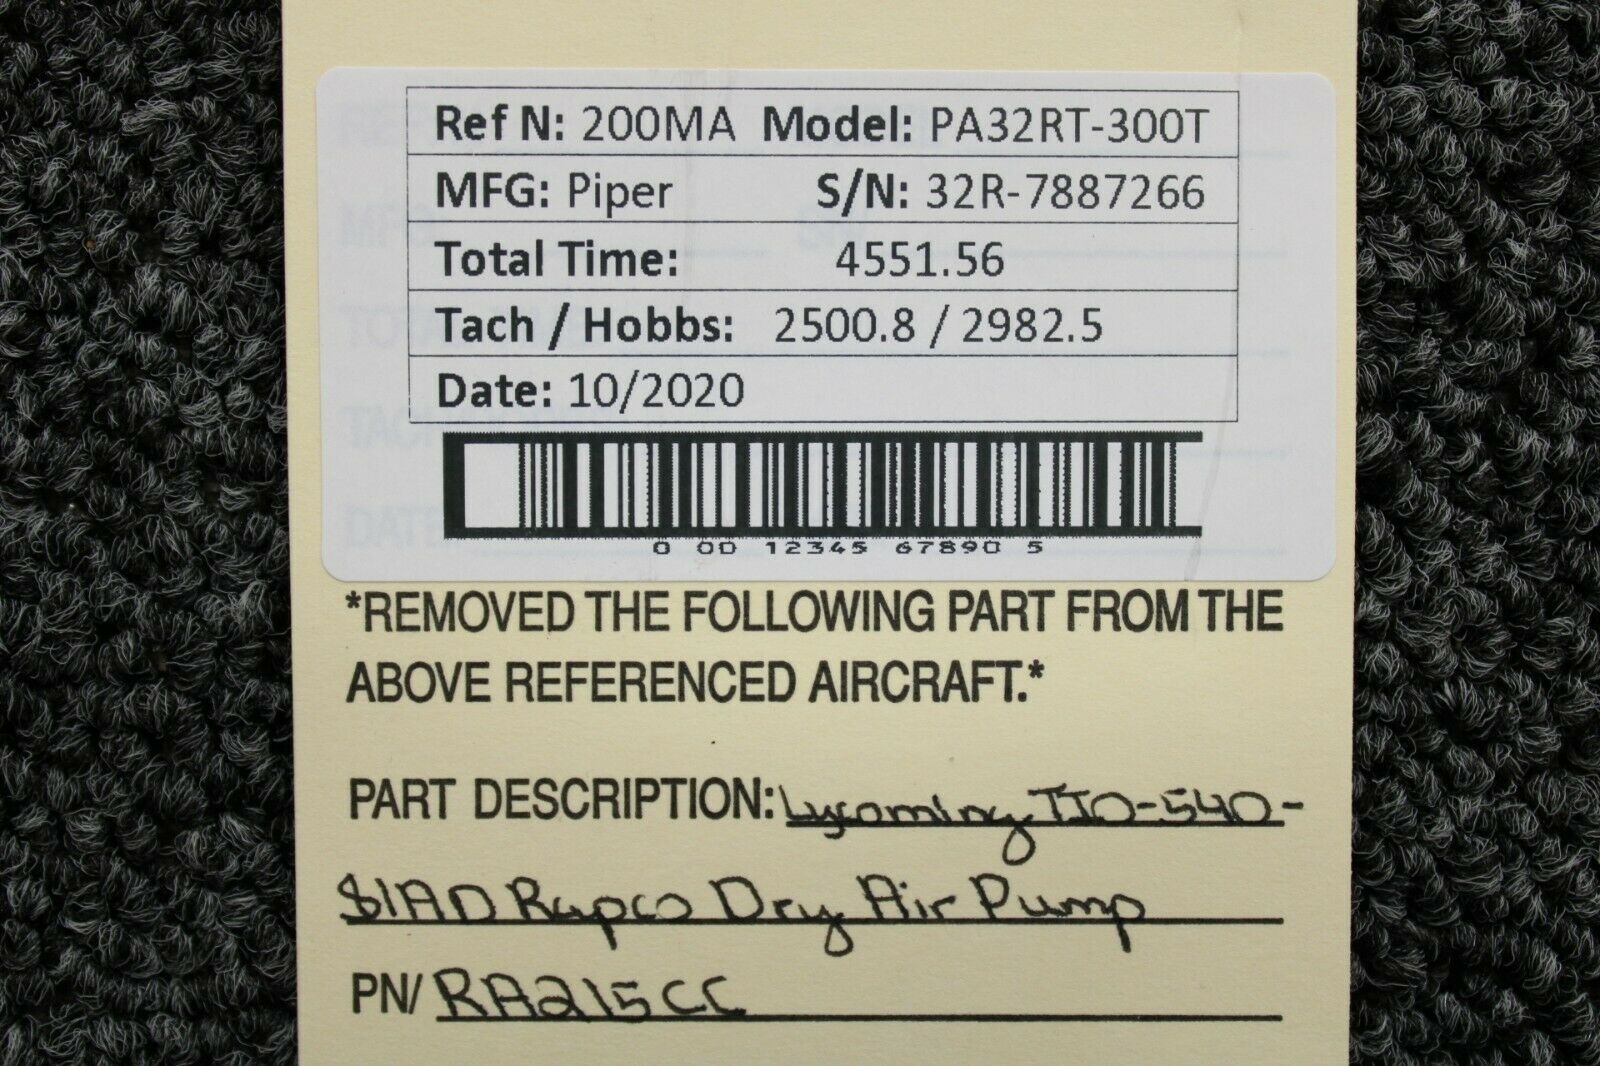 Ref N: 200MA Model: PA32RT-300T
MFG: Piper S/N: 32R-7887266
Total Time: 4551.56
Tach / Hobbs: 2500.8 / 2982.5
Date: 10/2020
0 00 12345 67890 5
*REMOVED THE FOLLOWING PART FROM THE
ABOVE REFERENCED AIRCRAFT.*
PART DESCRIPTION: Lycoming TIO-540-
S1AD Rapco Dry Air Pump
PN/ RA215CC